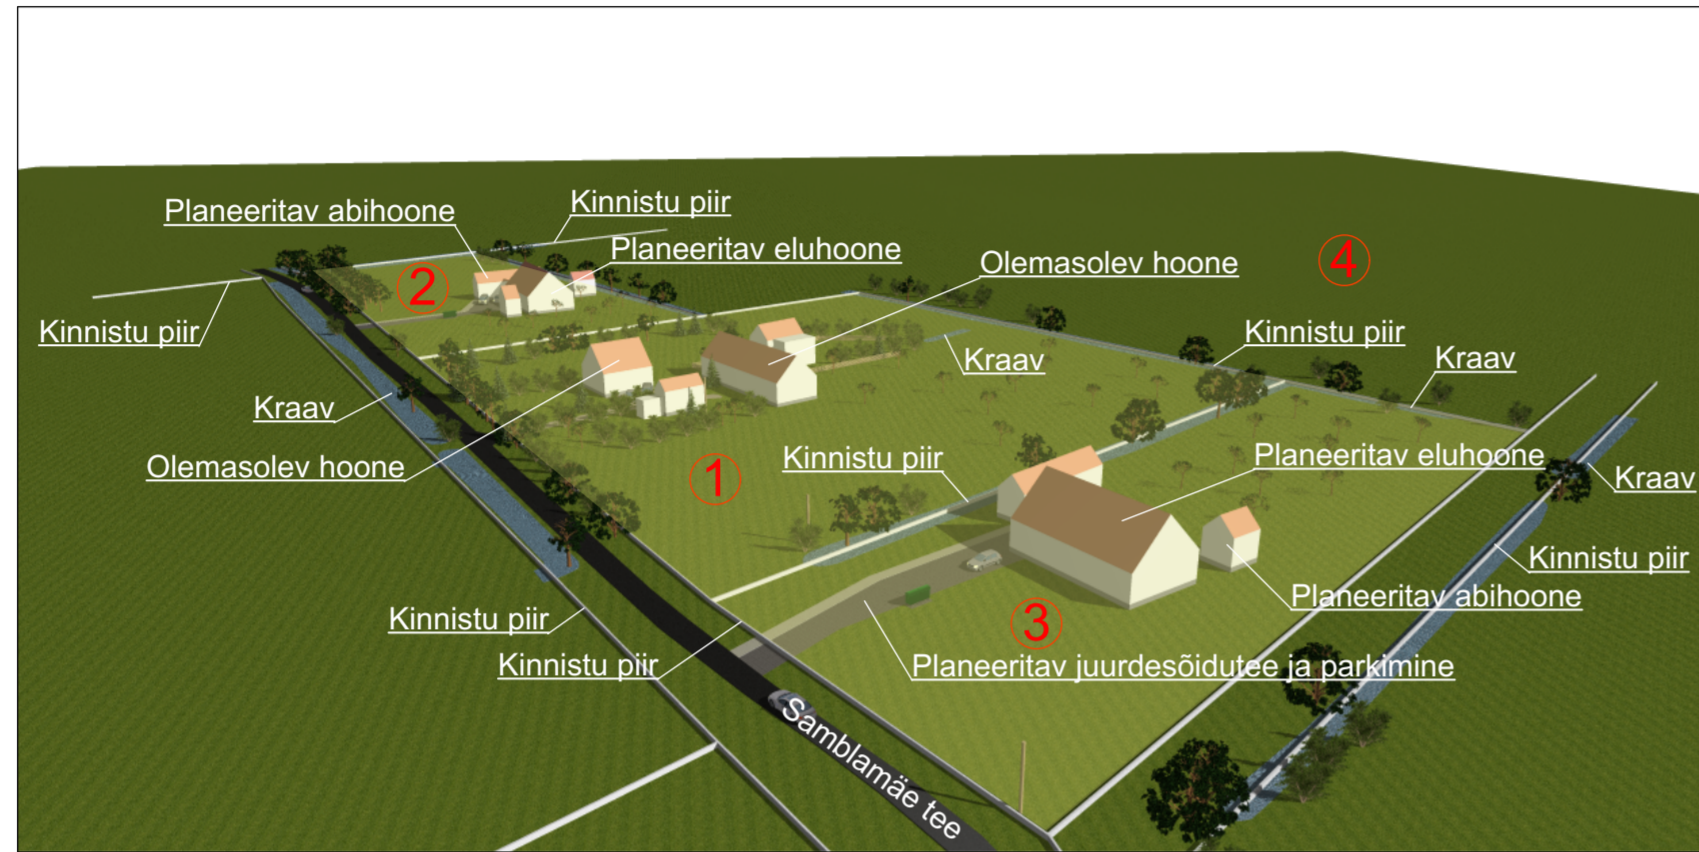 Kinnistu piir
Planeeritav abihoone
Planeeritav eluhoone
Olemasolev hoone
4
2
Kinnistu piir
Kinnistu piir
Kraav
Kraav
Kraav
Olemasolev hoone
1
Kinnistu piir
Planeeritav eluhoone
Kraav
Kinnistu piir
Planeeritav abihoone
Kinnistu piir
3
Kinnistu piir
Planeeritav juurdesõidutee ja parkimine
Samblamäe tee